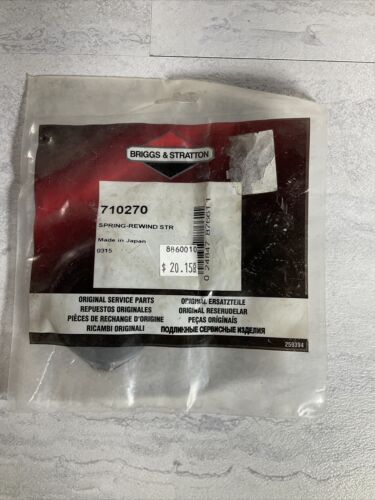 BRIGGS & STRATTON
710270
SPRING-REWIND STR
Made in Japan
0315
8860010
$ 20.158
ORIGINAL SERVICE PARTS
REPUESTOS ORIGINALES
PIÈCES DE RECHANGE D'ORIGINE
RICAMBI ORIGINALI
ORIGINAL ERSATZTEILE
ORIGINAL RESERUDELAR
PEÇAS ORIGINAIS
ПОДЛИННЫЕ СЕРВИСНЫЕ ИЗДЕЛИЯ
259394